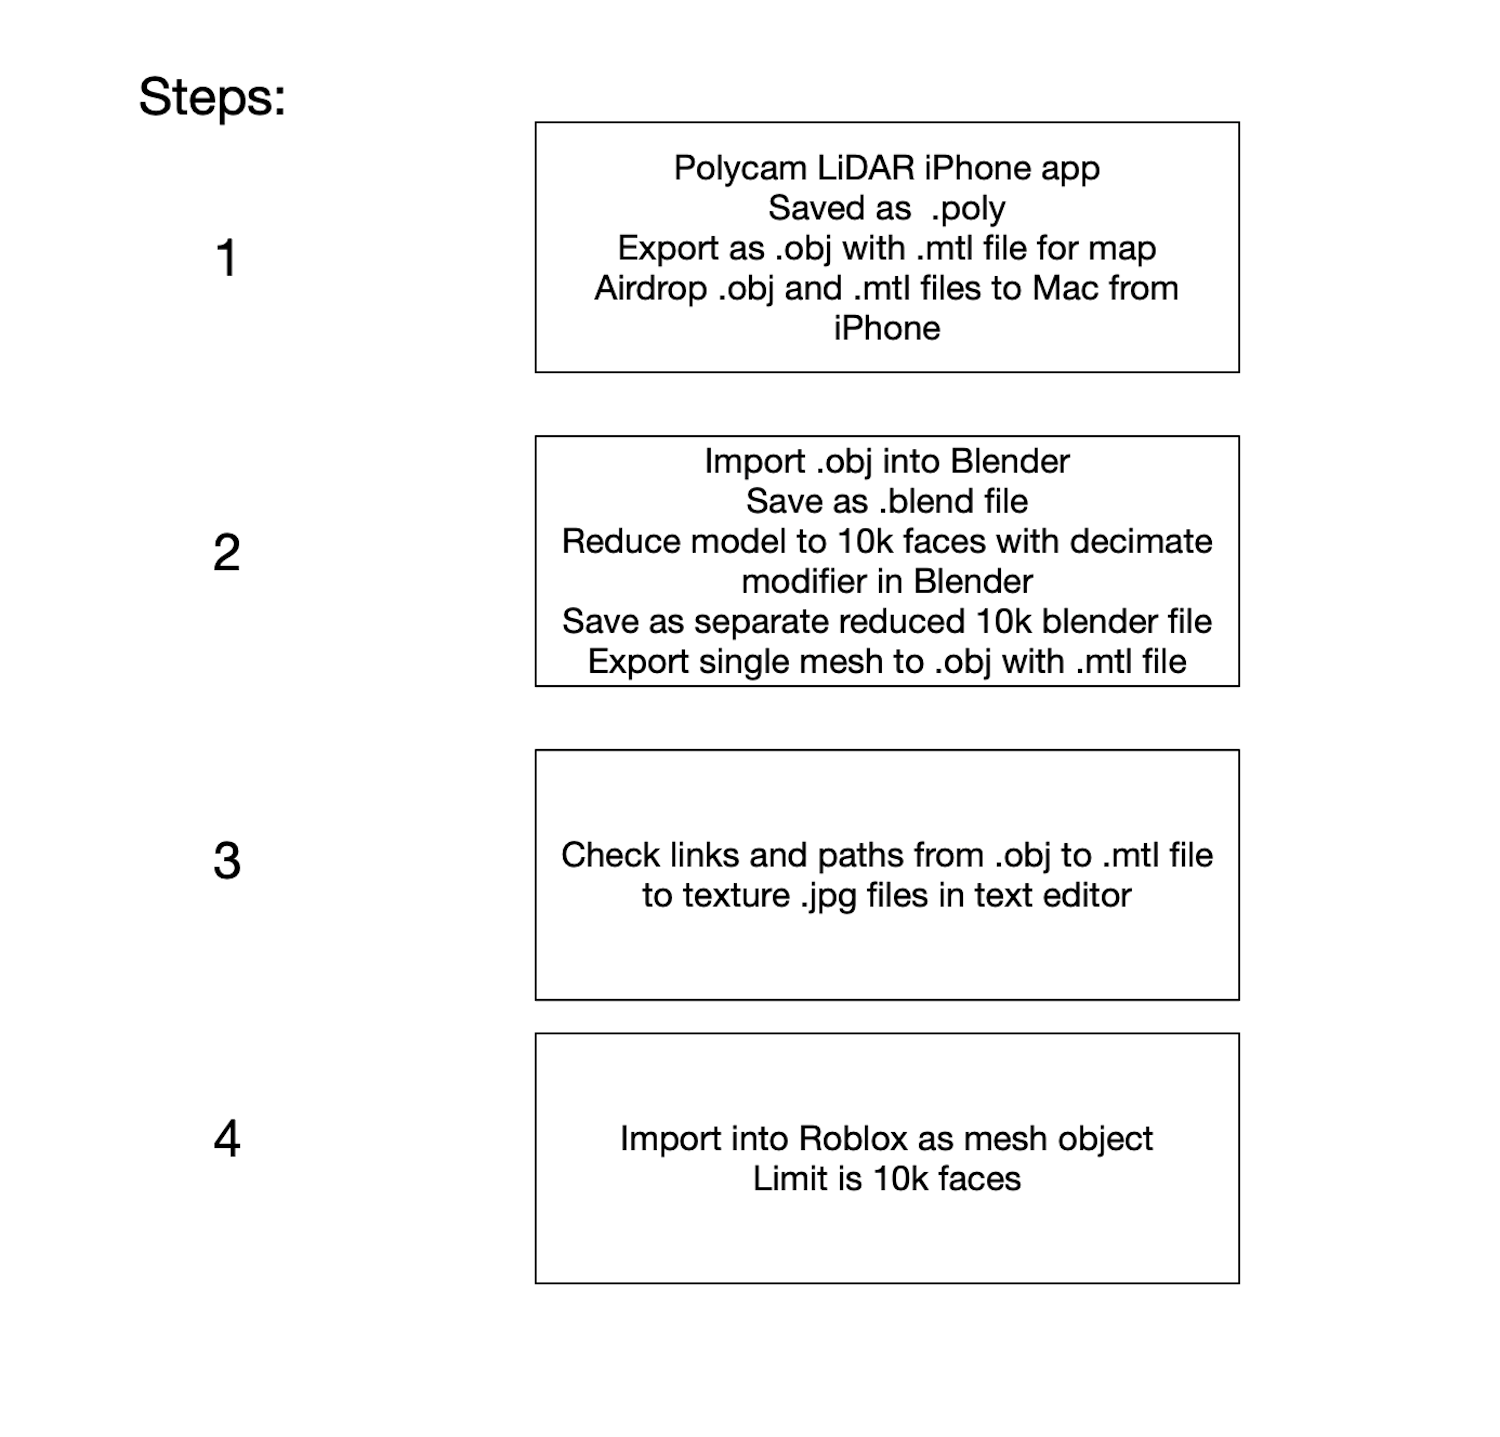 Steps:
1
Polycam LiDAR iPhone app
Saved as  .poly
Export as .obj with .mtl file for map
Airdrop .obj and .mtl files to Mac from
iPhone
2
Import .obj into Blender
Save as .blend file
Reduce model to 10k faces with decimate
modifier in Blender
Save as separate reduced 10k blender file
Export single mesh to .obj with .mtl file
3
Check links and paths from .obj to .mtl file
to texture .jpg files in text editor
4
Import into Roblox as mesh object
Limit is 10k faces